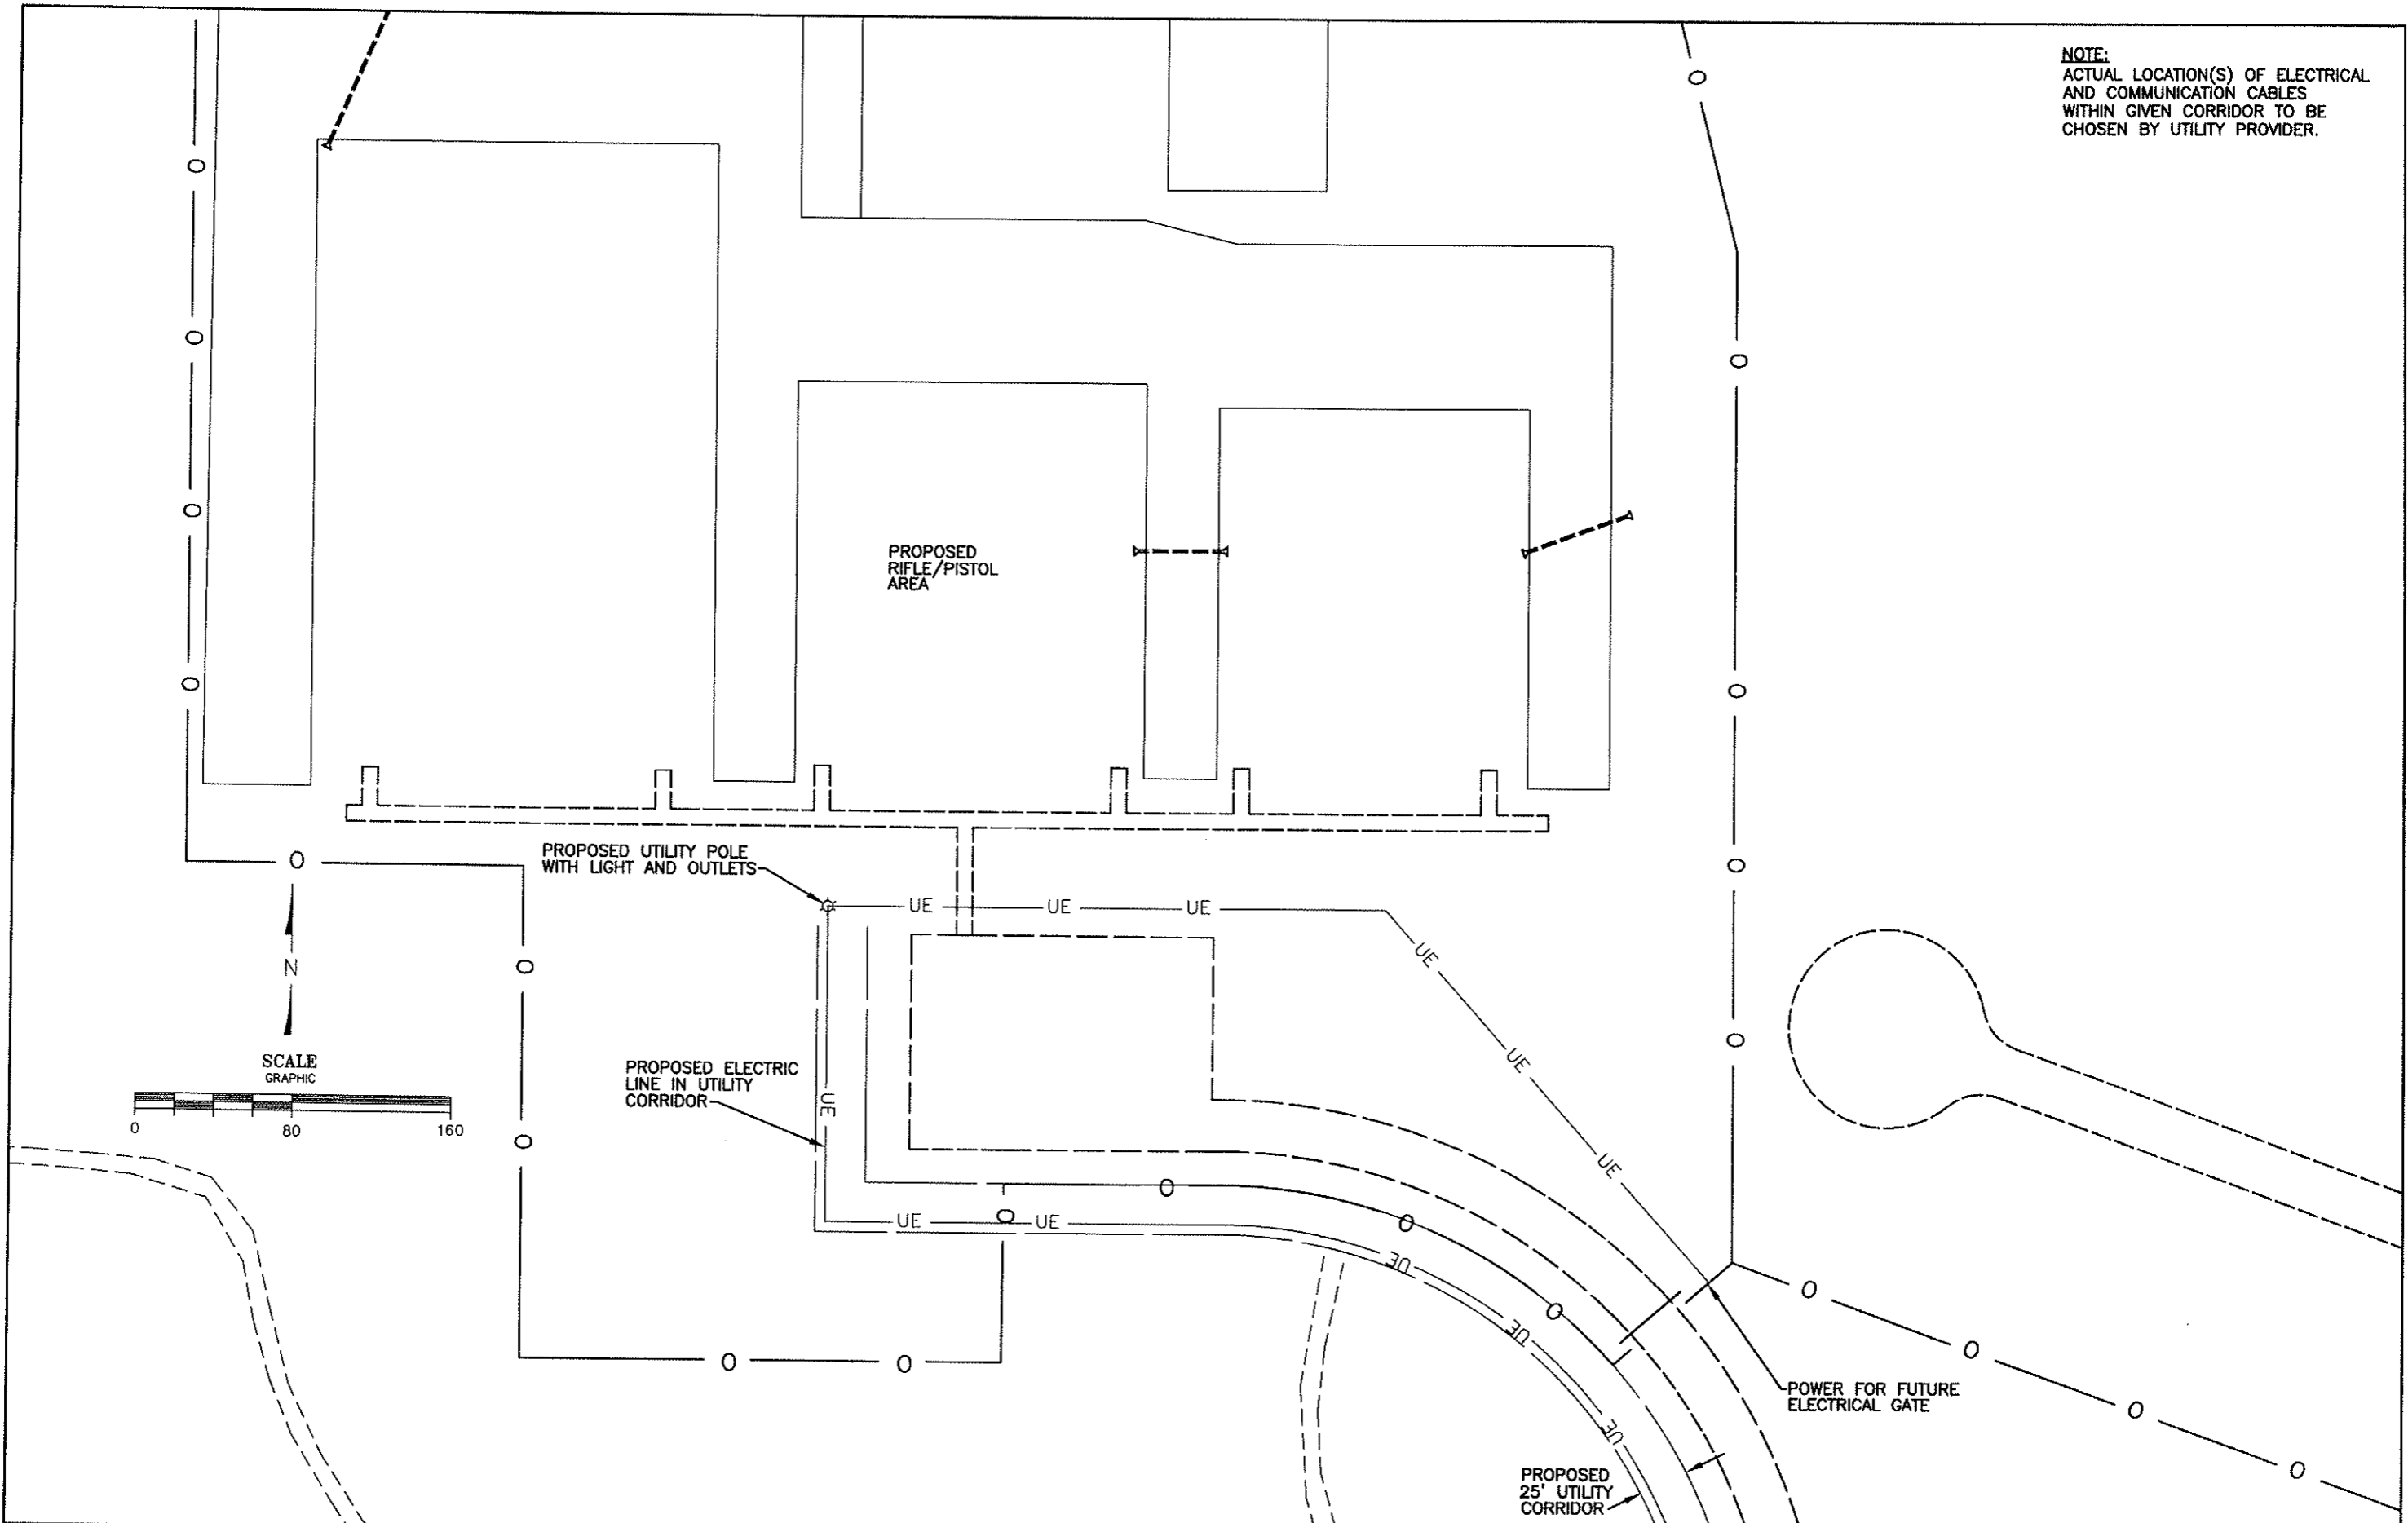 NOTE:
ACTUAL LOCATION(S) OF ELECTRICAL
AND COMMUNICATION CABLES
WITHIN GIVEN CORRIDOR TO BE
CHOSEN BY UTILITY PROVIDER.
O
O
O
O
O
O
O
O
O
O
PROPOSED
RIFLE/PISTOL
AREA
PROPOSED UTILITY POLE
WITH LIGHT AND OUTLETS
O
UE
UE
UE
UE
UE
UE
O
O
N
SCALE
GRAPHIC
0
80
160
PROPOSED ELECTRIC
LINE IN UTILITY
CORRIDOR
UE
UE
UE
UE
UE
UE
O
O
O
O
O
O
O
O
O
O
POWER FOR FUTURE
ELECTRICAL GATE
PROPOSED
25' UTILITY
CORRIDOR